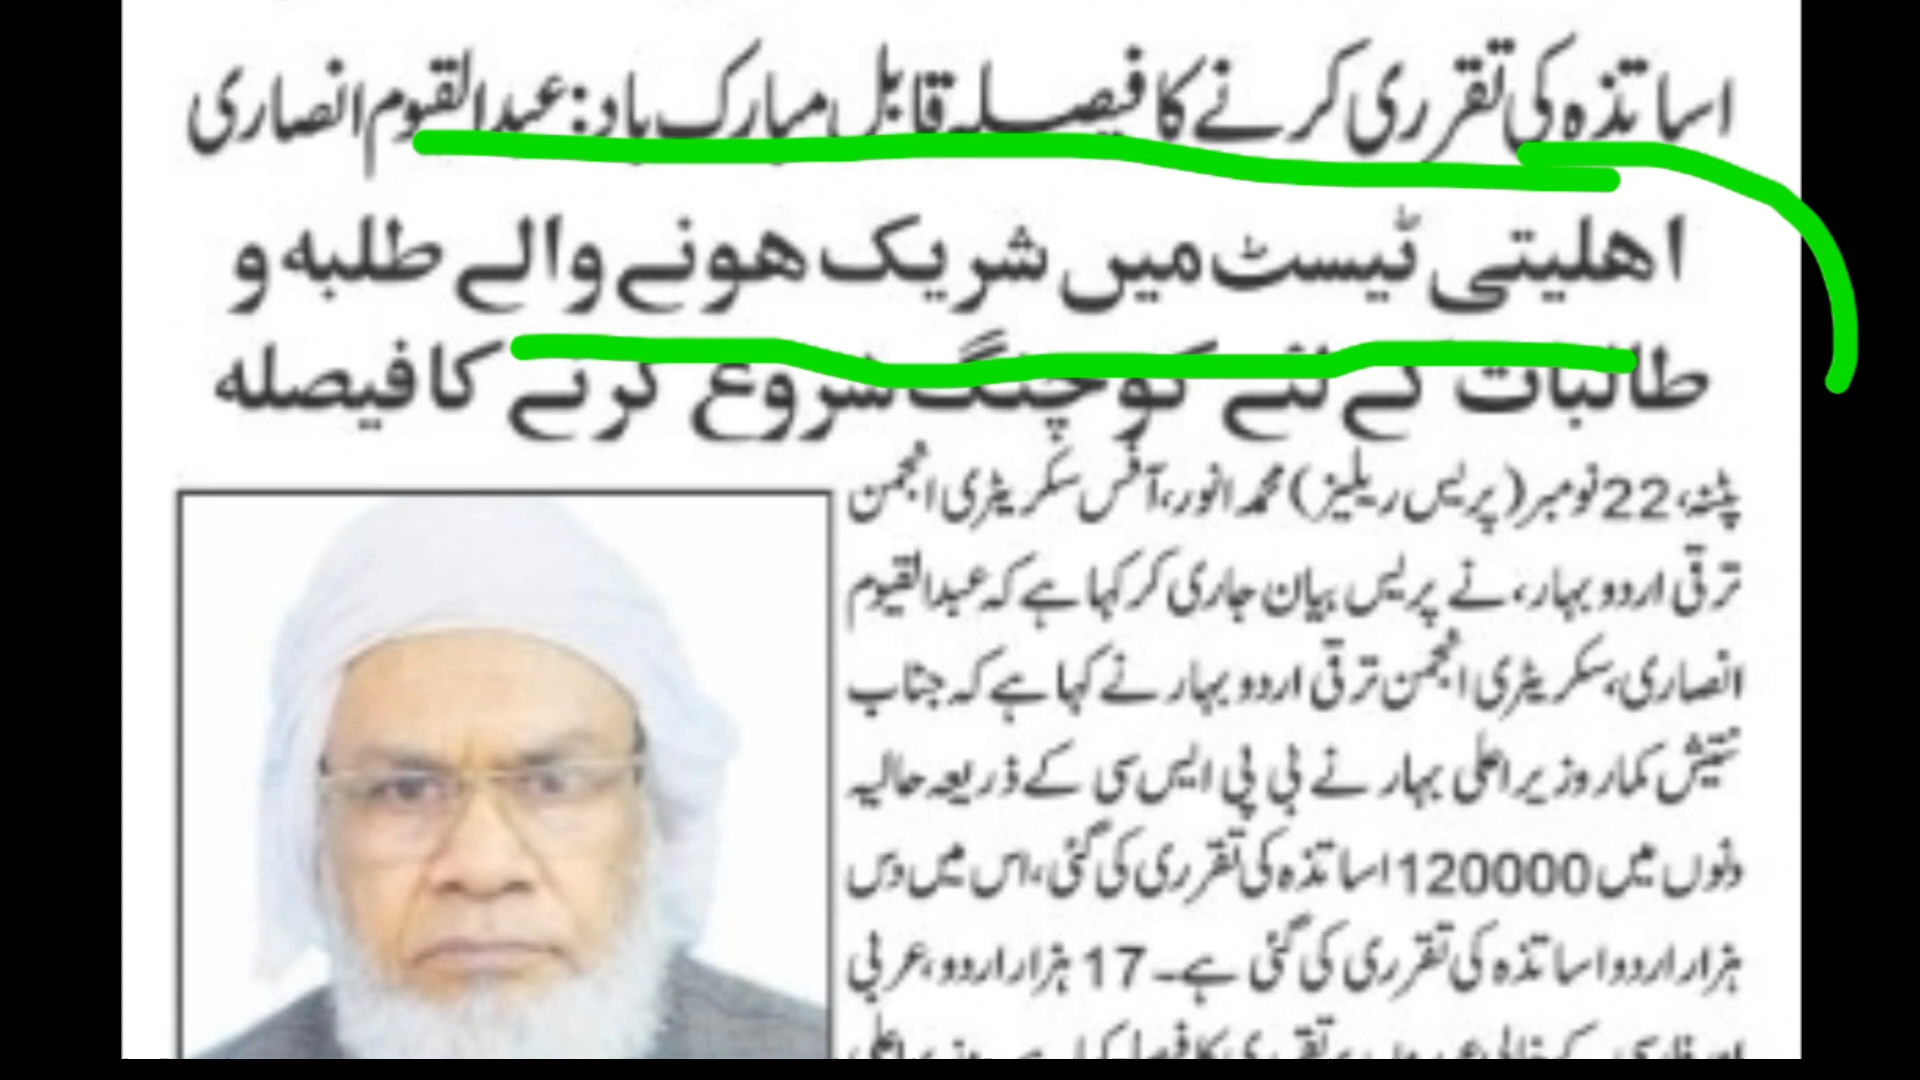 اساتذہ کی تقرری کرنے کا فیصلہ قابل مبارک باد: عبدالقیوم انصاری
اهلیتی ٹیسٹ میں شریک هونے والے طلبه و
طالبات کے لئے کوچنگ شروع کرنے کا فیصله
پٹنہ، 22 نومبر (پریس ریلیز) محمد انور، آفس سکریٹری انجمن
ترقی اردو بہار، نے پریس بیان جاری کر کہا ہے کہ عبدالقیوم
انصاری، سکریٹری انجمن ترقی اردو بہار نے کہا ہے کہ جناب
نتیش کمار وزیر اعلی بہار نے بی پی ایس سی کے ذریعہ حالیہ
دنوں میں 120000 اساتذہ کی تقرری کی گئی، اس میں دس
ہزار اردو اساتذہ کی تقرری کی گئی ہے۔ 17 ہزار اردو، عربی